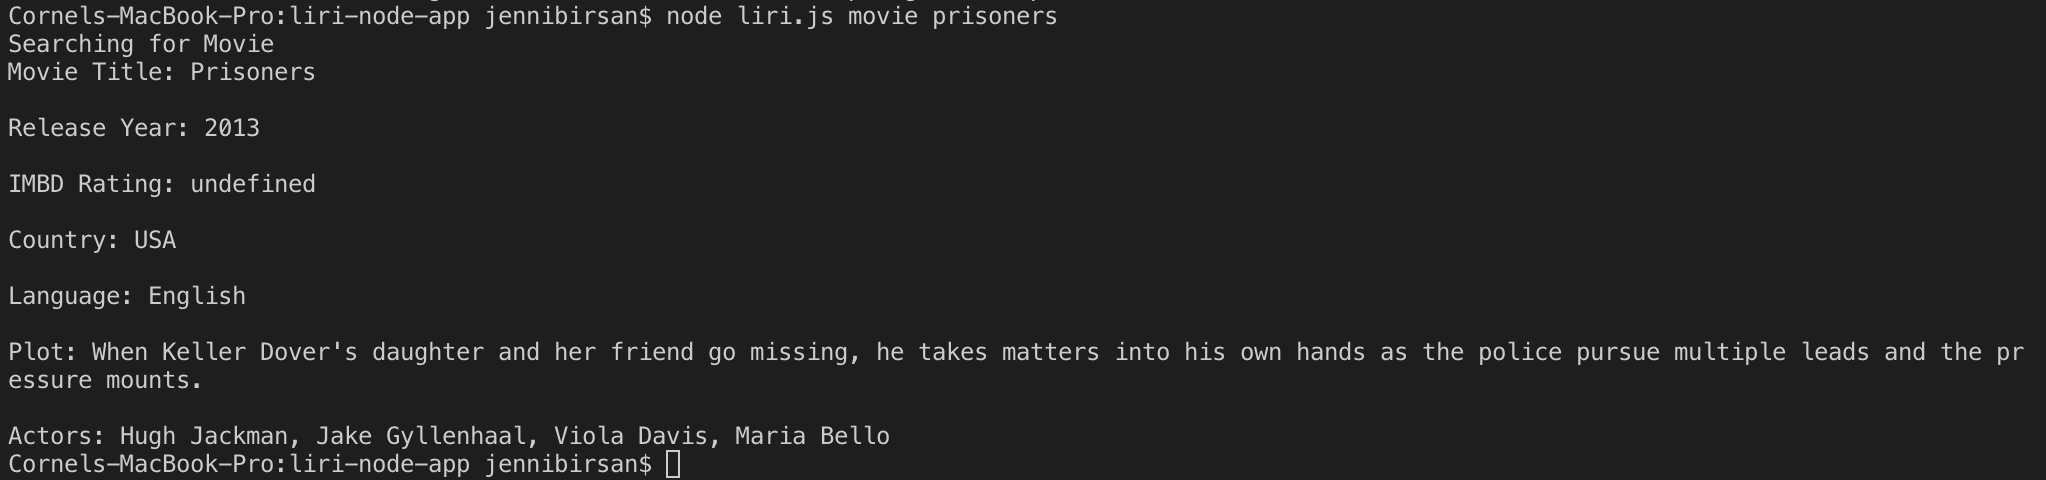 Cornels-MacBook-Pro:liri-node-app jennibirsan$ node liri.js movie prisoners
Searching for Movie
Movie Title: Prisoners
Release Year: 2013
IMBD Rating: undefined
Country: USA
Language: English
Plot: When Keller Dover's daughter and her friend go missing, he takes matters into his own hands as the police pursue multiple leads and the pr
essure mounts.
Actors: Hugh Jackman, Jake Gyllenhaal, Viola Davis, Maria Bello
Cornels-MacBook-Pro:liri-node-app jennibirsan$